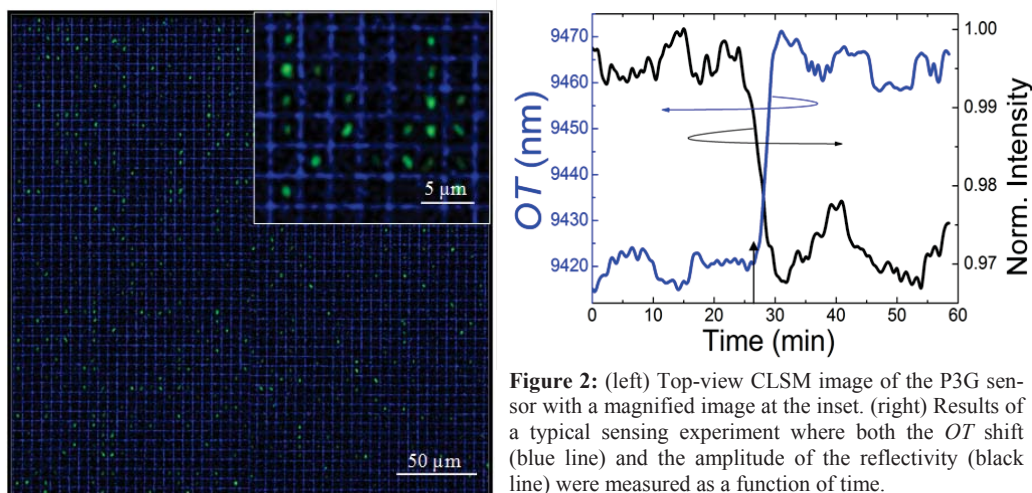 5 µm
50 µm
9470
9460
9450
9440
9430
9420
OT (nm)
1.00
0.99
0.98
0.97
Norm. Intensity
0
10
20
30
40
50
60
Time (min)
Figure 2: (left) Top-view CLSM image of the P3G sen-
sor with a magnified image at the inset. (right) Results of
a typical sensing experiment where both the OT shift
(blue line) and the amplitude of the reflectivity (black
line) were measured as a function of time.